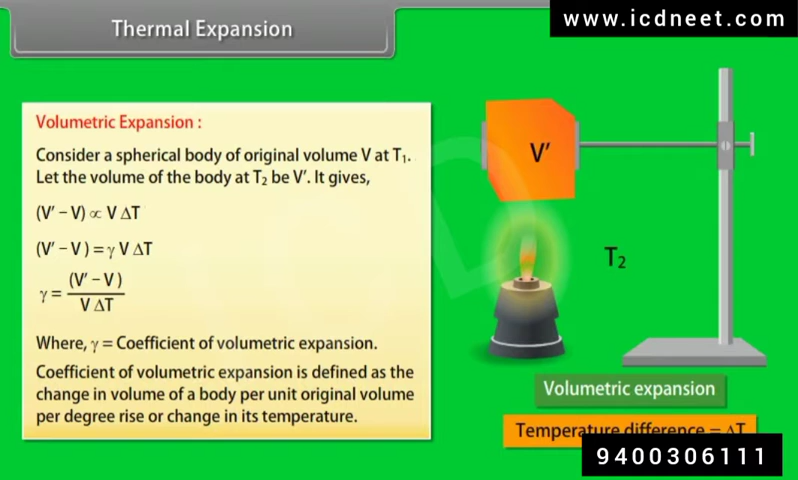 www.icdneet.com
Thermal Expansion
Volumetric Expansion :
Consider a spherical body of original volume V at T₁.
Let the volume of the body at T₂ be V′. It gives,
(V′ – V) ∝ V ΔT
(V′ – V) = γ V ΔT
γ = (V′ – V)
V ΔT
Where, γ = Coefficient of volumetric expansion.
Coefficient of volumetric expansion is defined as the
change in volume of a body per unit original volume
per degree rise or change in its temperature.
V′
T₂
Volumetric expansion
Temperature difference = ΔT
9400306111